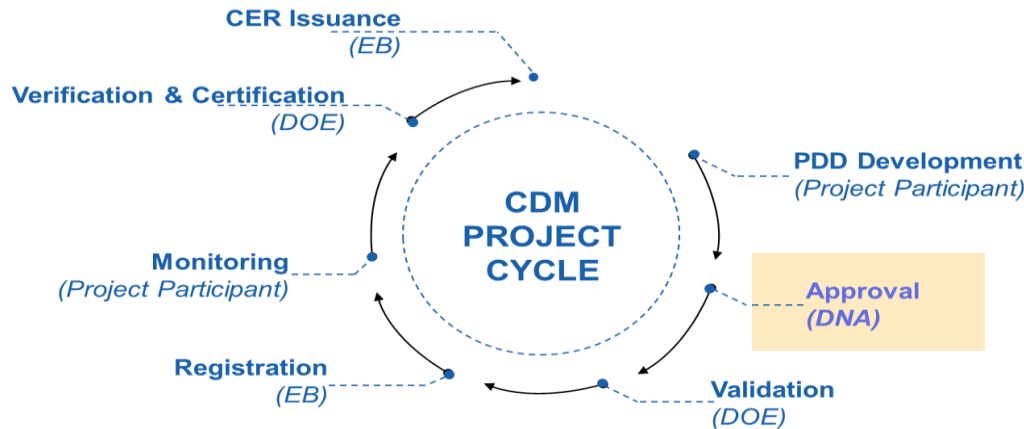 CER Issuance
(EB)
Verification & Certification
(DOE)
PDD Development
(Project Participant)
CDM
PROJECT
CYCLE
Monitoring
(Project Participant)
Approval
(DNA)
Registration
(EB)
Validation
(DOE)